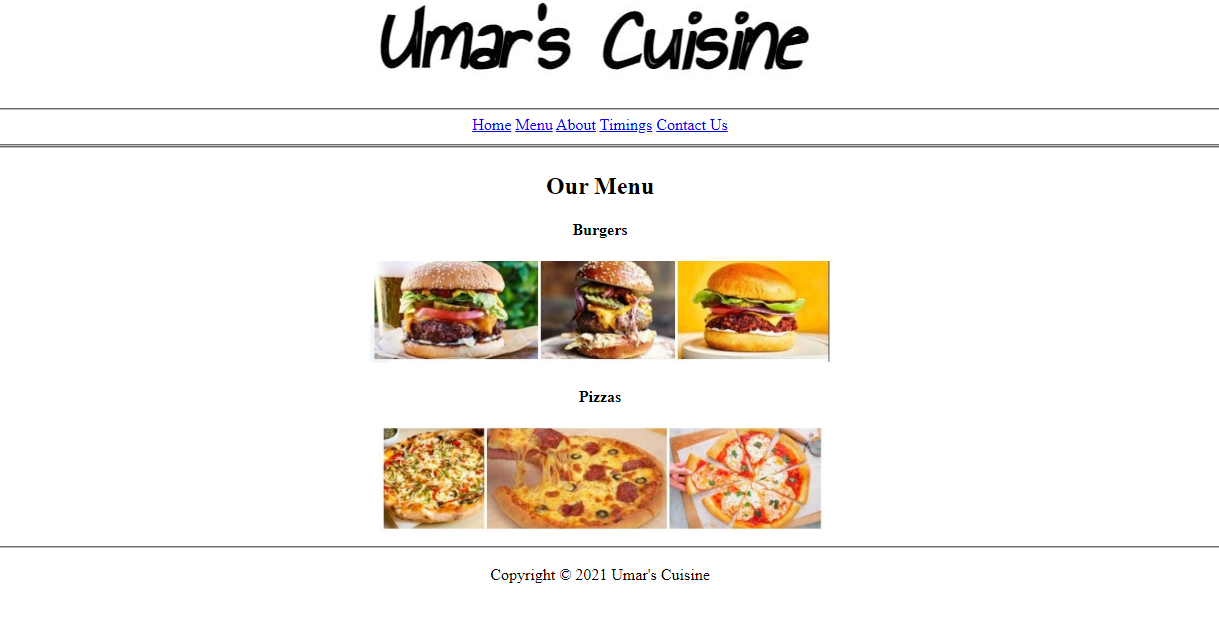 Umar's Cuisine
Home Menu About Timings Contact Us
Our Menu
Burgers
Pizzas
Copyright © 2021 Umar's Cuisine